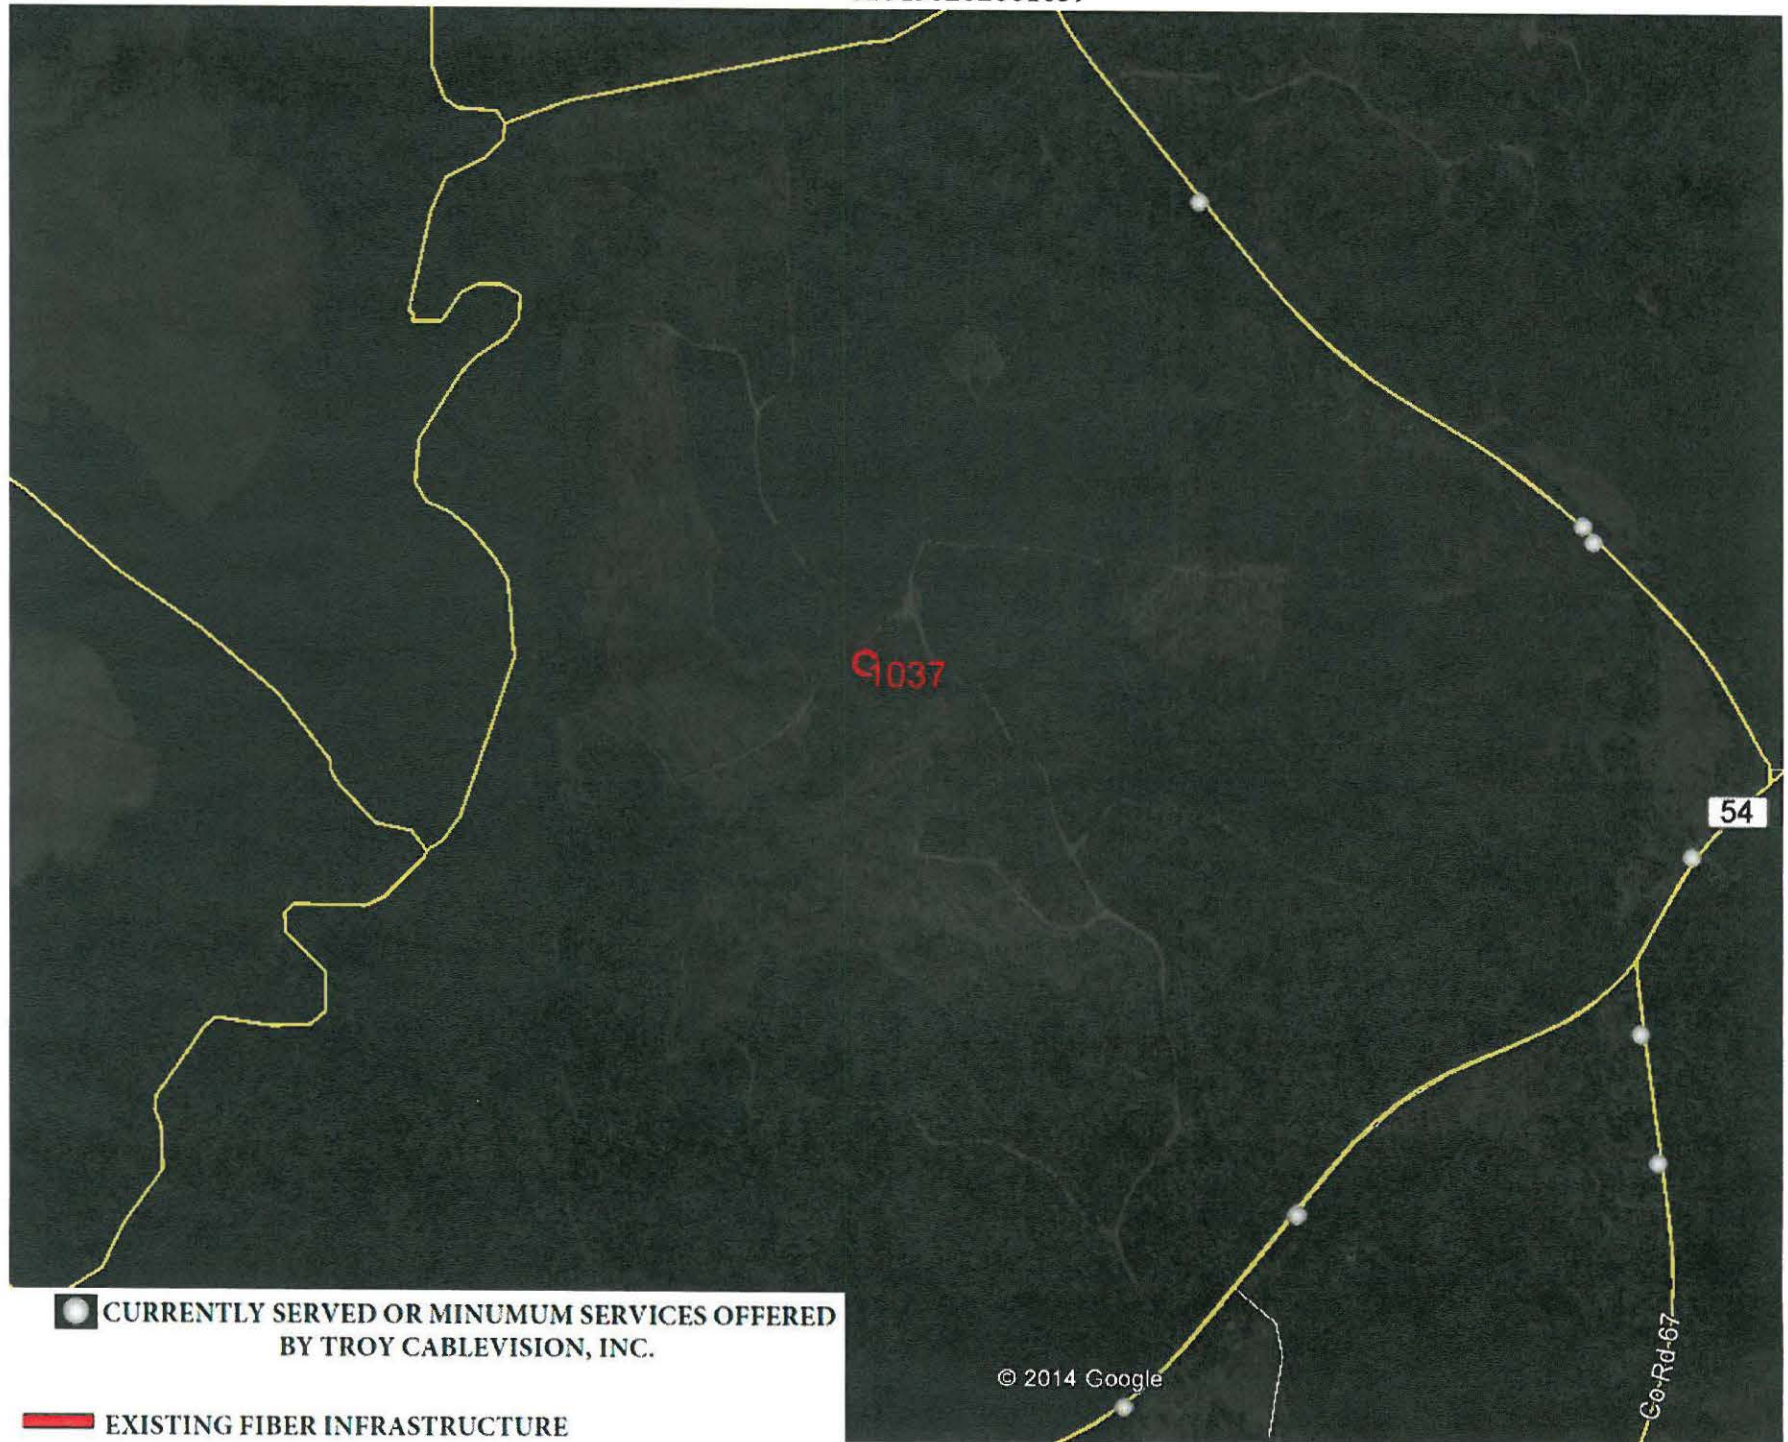 1037
54
CURRENTLY SERVED OR MINUMUM SERVICES OFFERED
BY TROY CABLEVISION, INC.
© 2014 Google
Co-Rd-67
EXISTING FIBER INFRASTRUCTURE